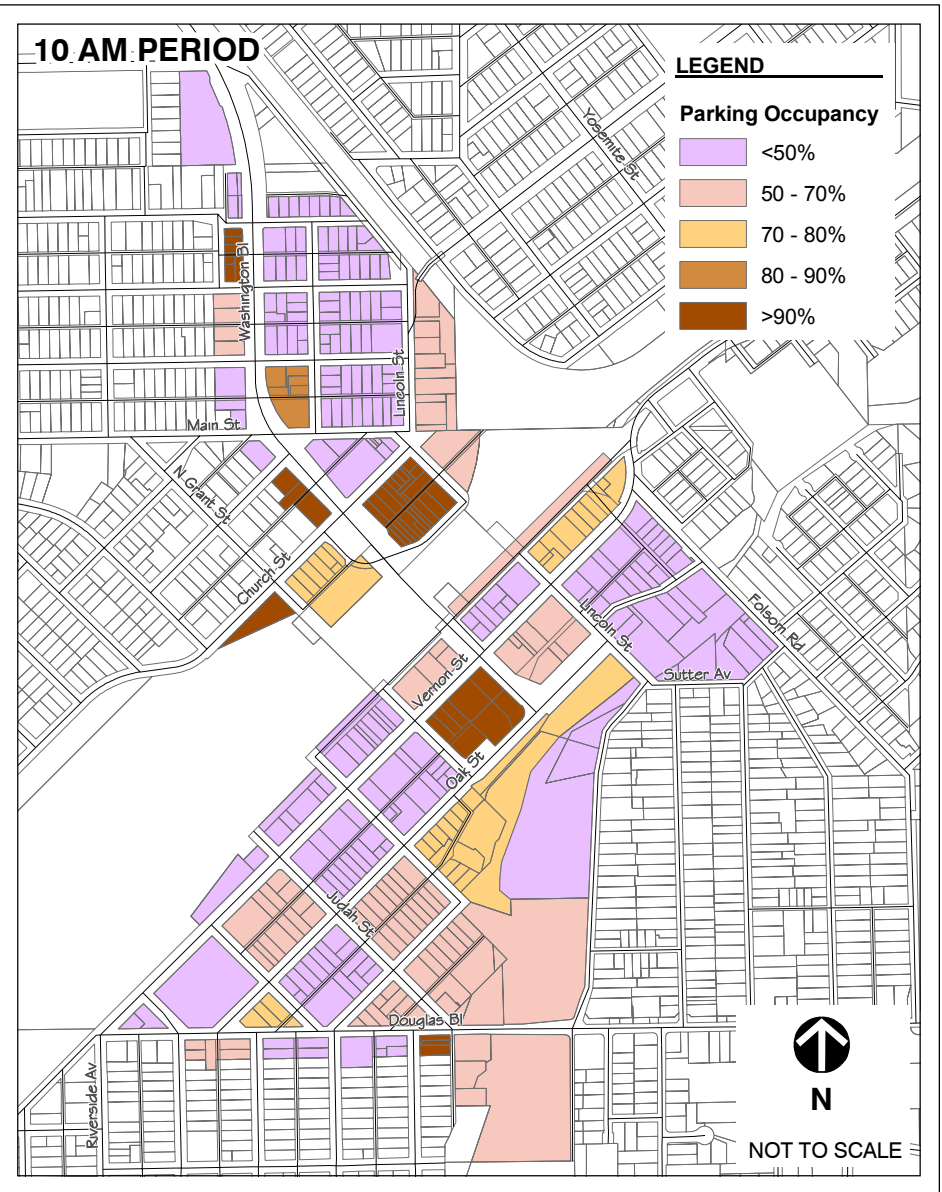 10 AM PERIOD
LEGEND
Parking Occupancy
<50%
50 - 70%
70 - 80%
80 - 90%
>90%
Yosemite St
Washington Bl
Lincoln St
Main St
N Grant St
Church St
Lincoln St
Folsom Rd
Sutter Av
Vernon St
Oak St
Judah St
Douglas Bl
Riverside Av
N
NOT TO SCALE